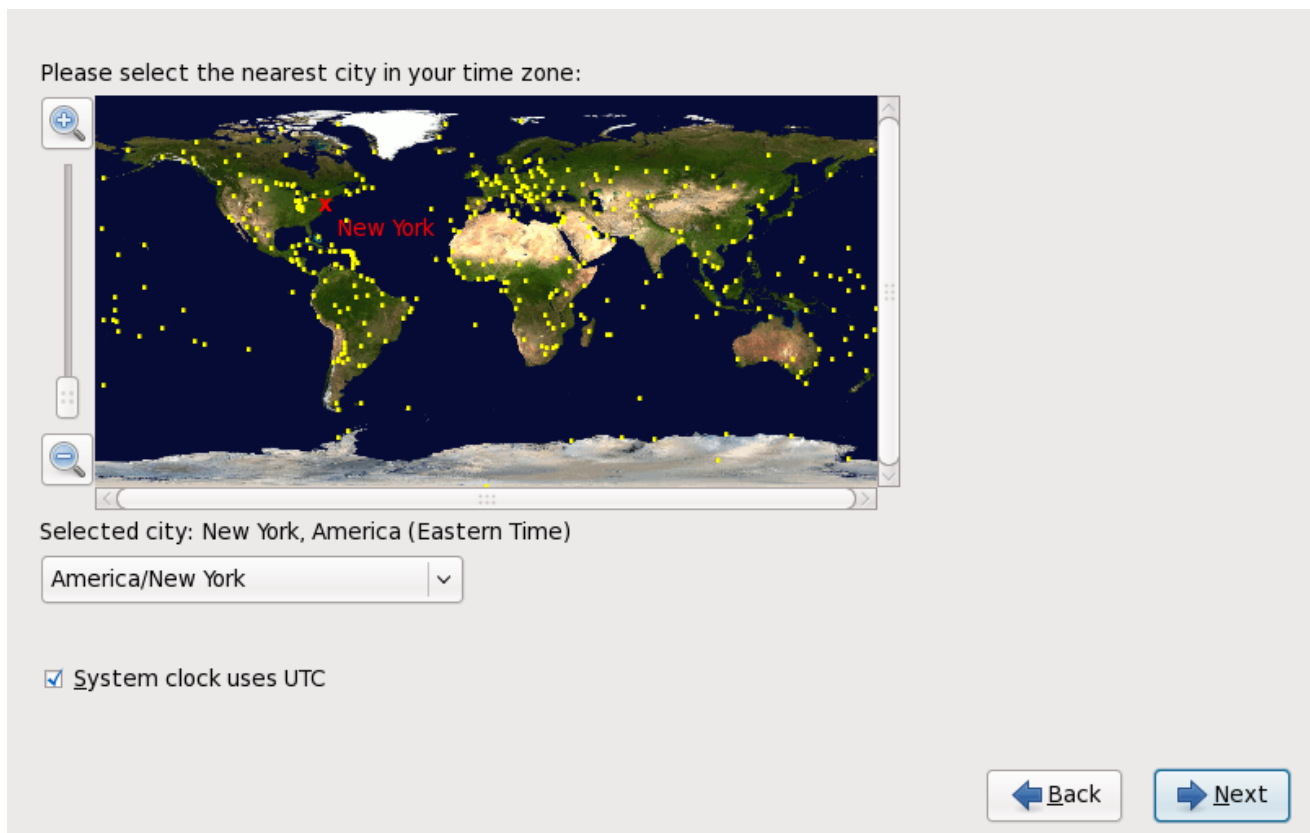 Please select the nearest city in your time zone:
x
New York
Selected city: New York, America (Eastern Time)
America/New York
System clock uses UTC
Back
Next